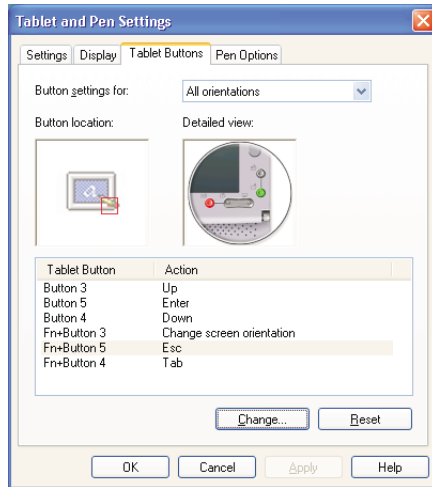 Tablet and Pen Settings
Settings Display Tablet Buttons Pen Options
Button settings for: All orientations
Button location: Detailed view:
Tablet Button Action
Button 3 Up
Button 5 Enter
Button 4 Down
Fn+Button 3 Change screen orientation
Fn+Button 5 Esc
Fn+Button 4 Tab
Change... Reset
OK Cancel Apply Help